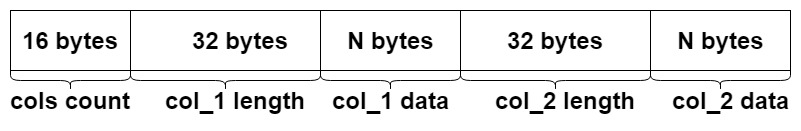 16 bytes 32 bytes N bytes 32 bytes N bytes
cols count col_1 length col_1 data col_2 length col_2 data